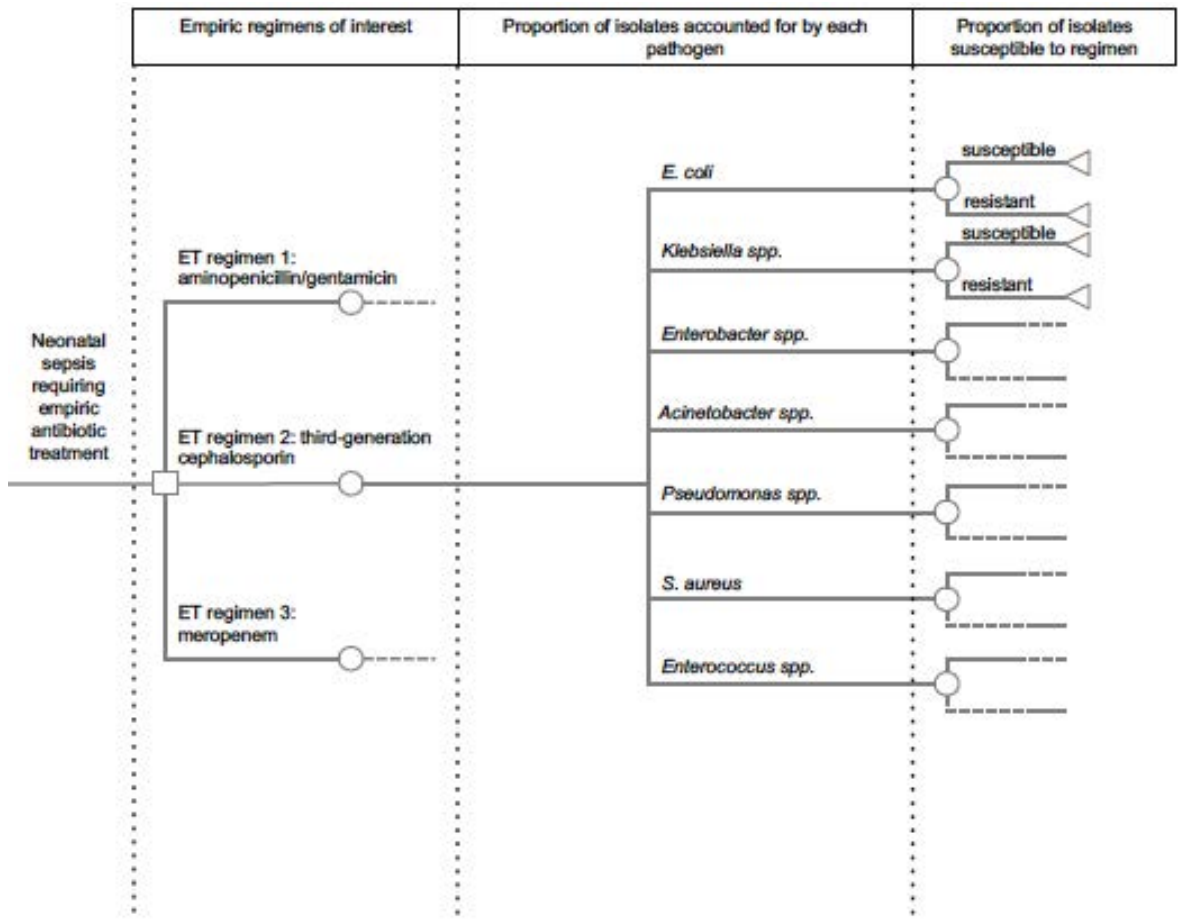 Empiric regimens of interest
Proportion of isolates accounted for by each
pathogen
Proportion of isolates
susceptible to regimen
Neonatal
sepsis
requiring
empiric
antibiotic
treatment
ET regimen 1:
aminopenicillin/gentamicin
ET regimen 2: third-generation
cephalosporin
ET regimen 3:
meropenem
E. coli
susceptible
resistant
Klebsiella spp.
susceptible
resistant
Enterobacter spp.
Acinetobacter spp.
Pseudomonas spp.
S. aureus
Enterococcus spp.